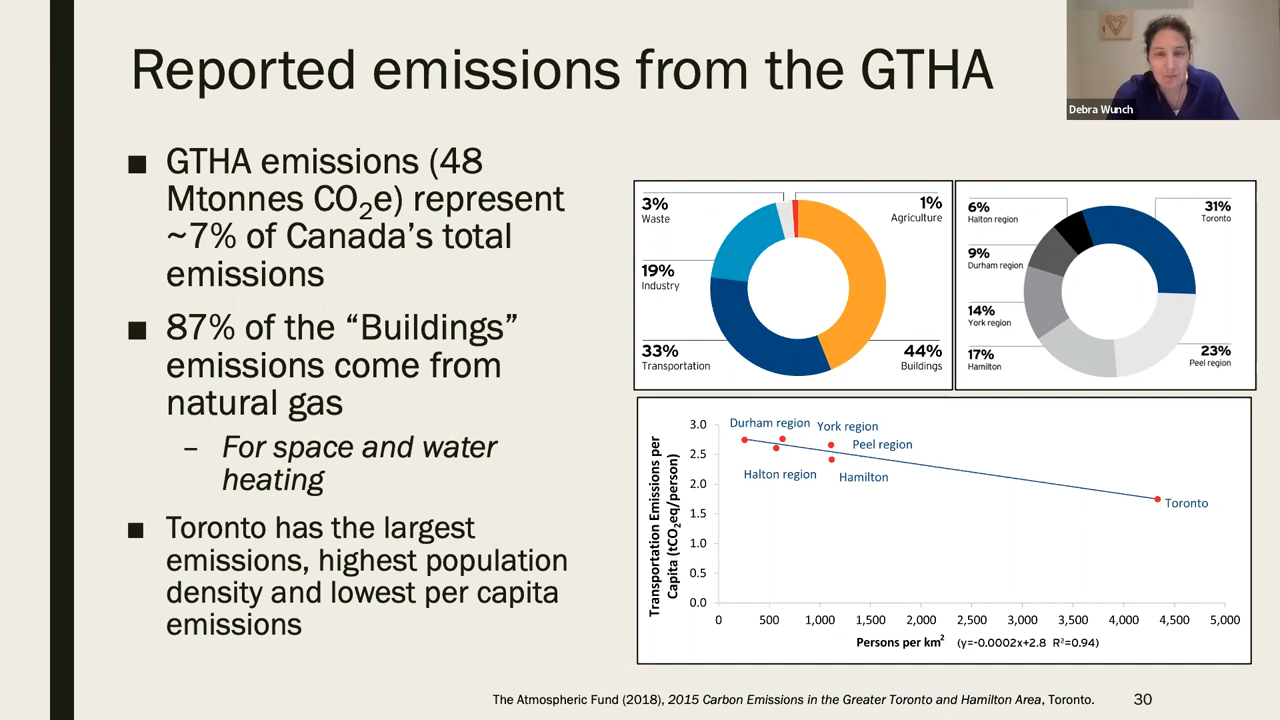 Reported emissions from the GTHA
Debra Wunch
■ GTHA emissions (48
Mtonnes CO₂e) represent
~7% of Canada's total
emissions
■ 87% of the “Buildings”
emissions come from
natural gas
– For space and water
heating
■ Toronto has the largest
emissions, highest population
density and lowest per capita
emissions
3%
Waste
1%
Agriculture
19%
Industry
33%
Transportation
44%
Buildings
6%
Halton region
31%
Toronto
9%
Durham region
14%
York region
17%
Hamilton
23%
Peel region
Transportation Emissions per
Capita (tCO₂eq/person)
3.0
2.5
2.0
1.5
1.0
0.5
0.0
Durham region
York region
Peel region
Halton region
Hamilton
Toronto
0 500 1,000 1,500 2,000 2,500 3,000 3,500 4,000 4,500 5,000
Persons per km² (y=-0.0002x+2.8 R²=0.94)
The Atmospheric Fund (2018), 2015 Carbon Emissions in the Greater Toronto and Hamilton Area, Toronto.
30